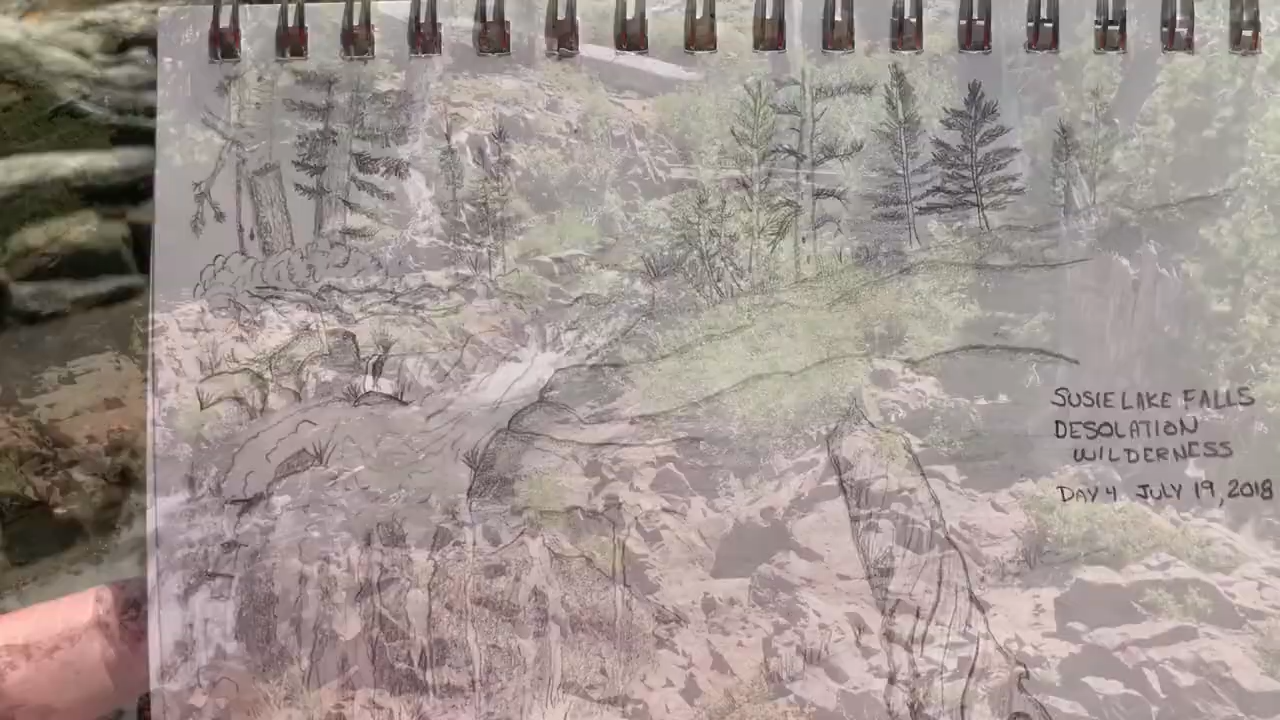 SUSIE LAKE FALLS
DESOLATION
WILDERNESS
DAY 4 JULY 19, 2018